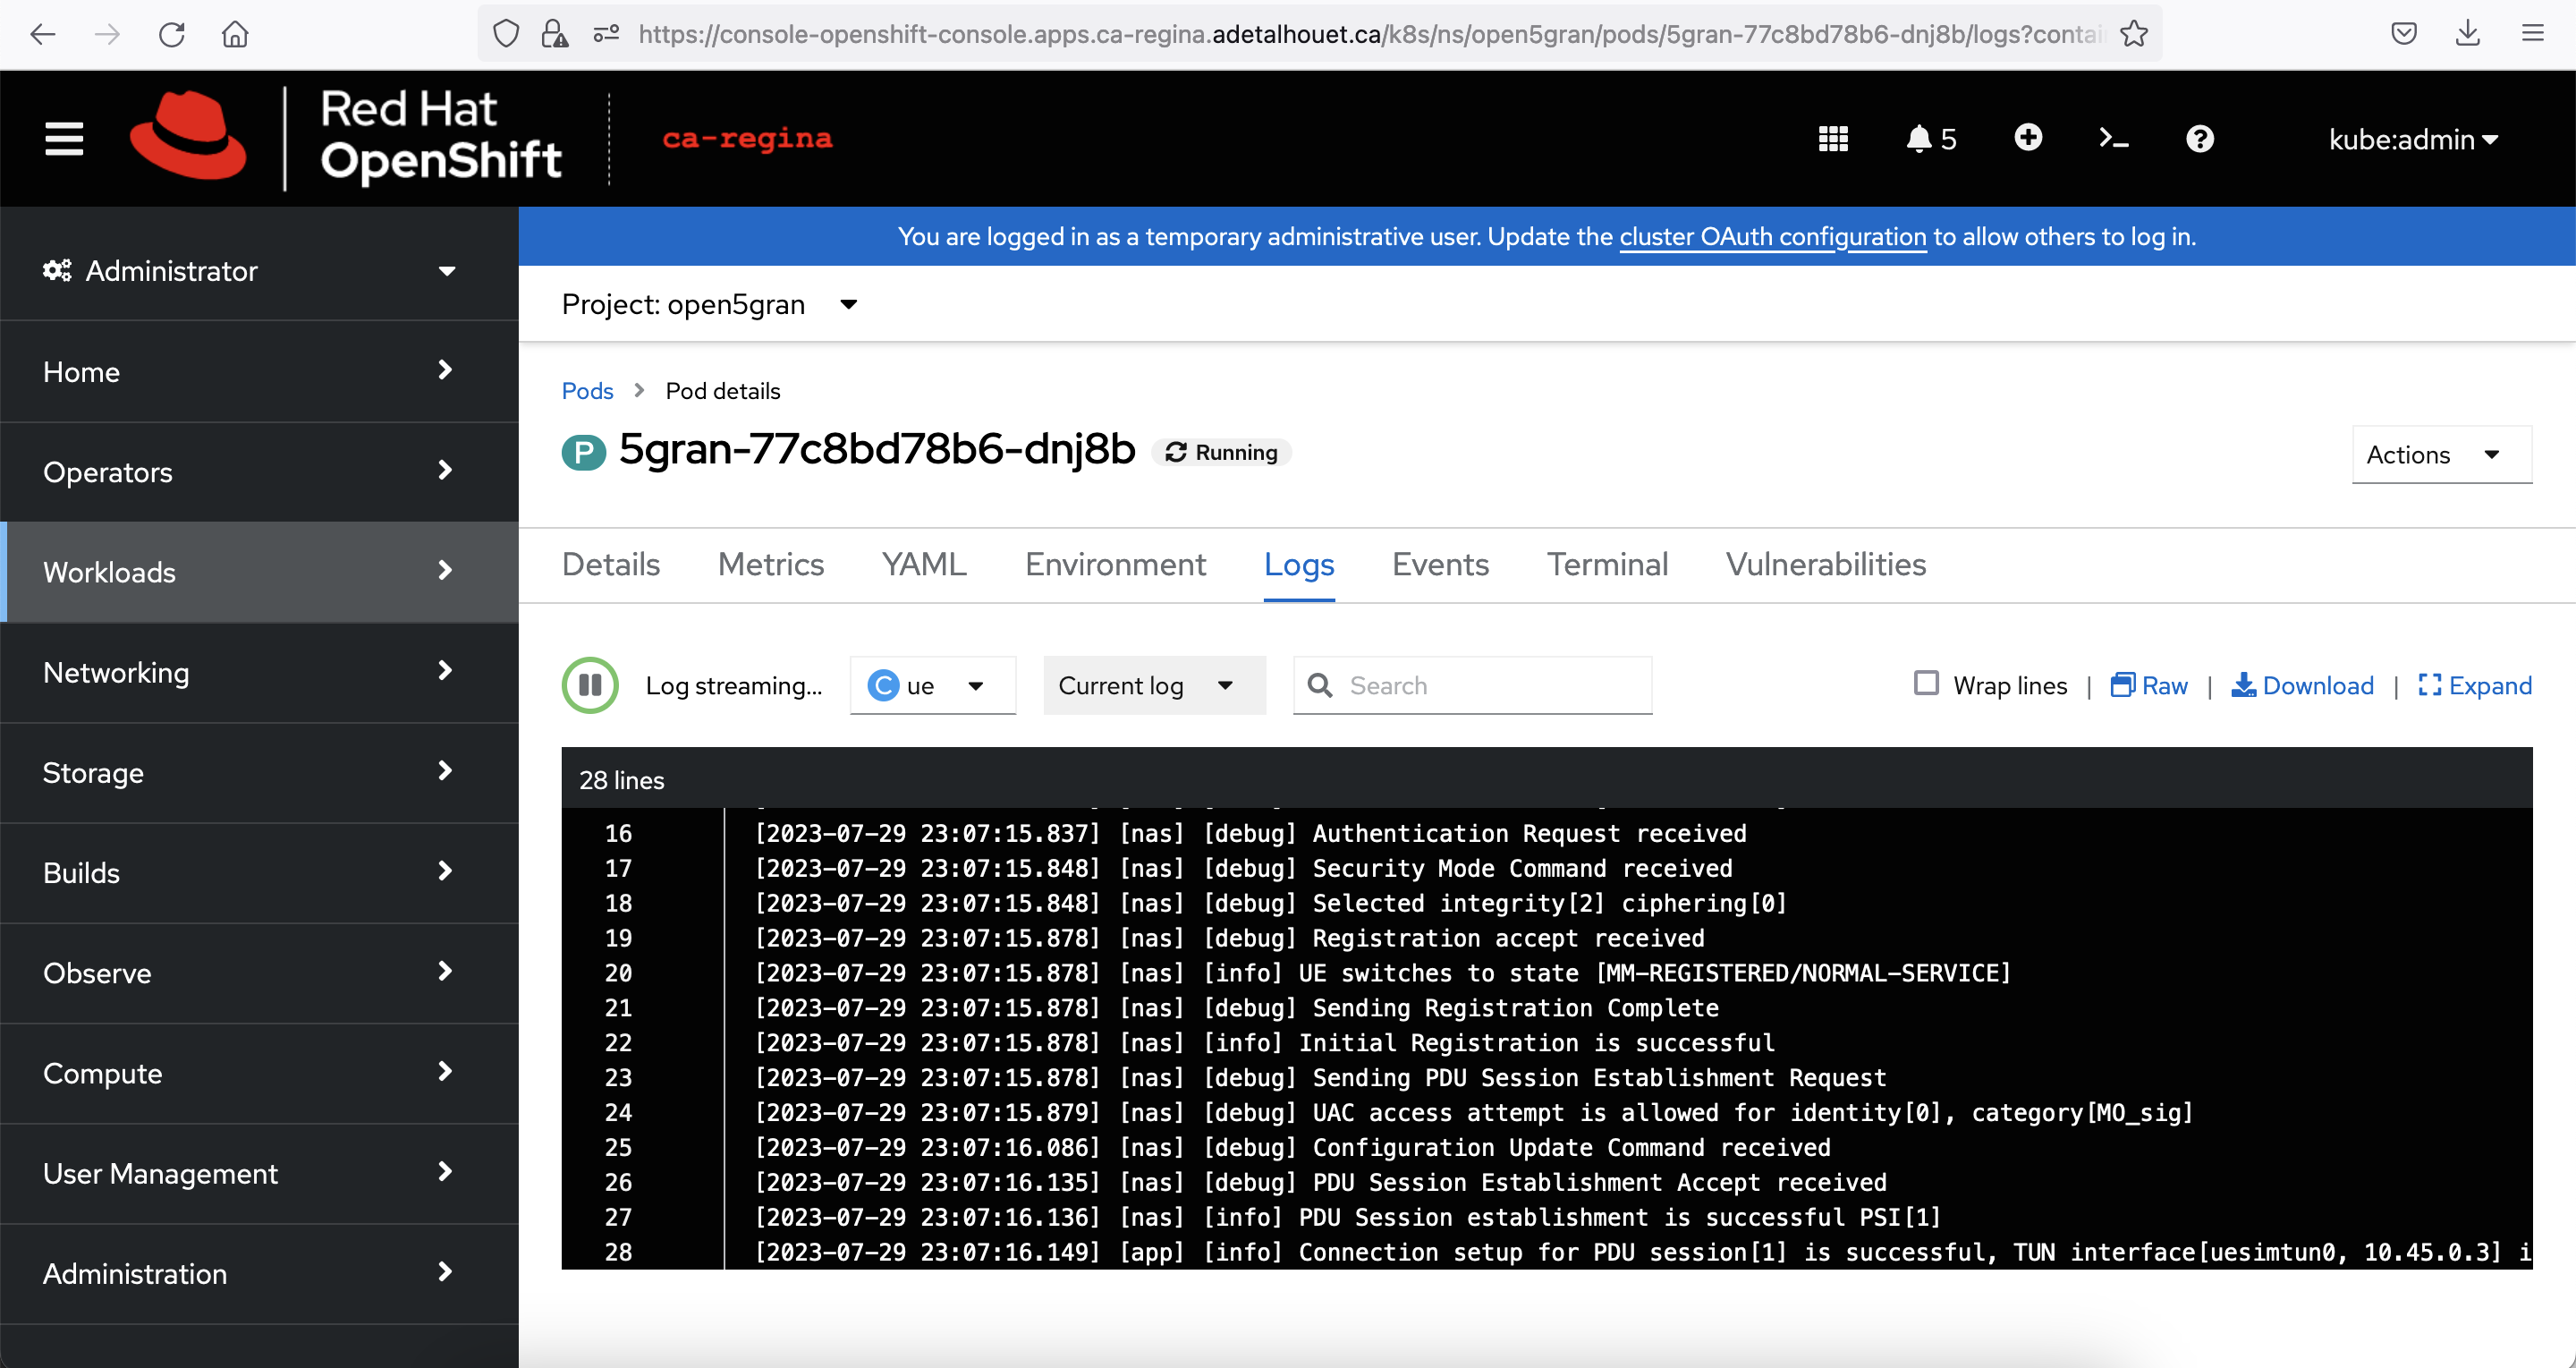 https://console-openshift-console.apps.ca-regina.adetalhouet.ca/k8s/ns/open5gran/pods/5gran-77c8bd78b6-dnj8b/logs?contai
Red Hat
OpenShift
ca-regina
5
kube:admin
You are logged in as a temporary administrative user. Update the cluster OAuth configuration to allow others to log in.
Administrator
Home
Operators
Workloads
Networking
Storage
Builds
Observe
Compute
User Management
Administration
Project: open5gran
Pods > Pod details
P 5gran-77c8bd78b6-dnj8b Running
Actions
Details Metrics YAML Environment Logs Events Terminal Vulnerabilities
Log streaming... C ue Current log Search Wrap lines | Raw | Download | Expand
28 lines
16 [2023-07-29 23:07:15.837] [nas] [debug] Authentication Request received
17 [2023-07-29 23:07:15.848] [nas] [debug] Security Mode Command received
18 [2023-07-29 23:07:15.848] [nas] [debug] Selected integrity[2] ciphering[0]
19 [2023-07-29 23:07:15.878] [nas] [debug] Registration accept received
20 [2023-07-29 23:07:15.878] [nas] [info] UE switches to state [MM-REGISTERED/NORMAL-SERVICE]
21 [2023-07-29 23:07:15.878] [nas] [debug] Sending Registration Complete
22 [2023-07-29 23:07:15.878] [nas] [info] Initial Registration is successful
23 [2023-07-29 23:07:15.878] [nas] [debug] Sending PDU Session Establishment Request
24 [2023-07-29 23:07:15.879] [nas] [debug] UAC access attempt is allowed for identity[0], category[MO_sig]
25 [2023-07-29 23:07:16.086] [nas] [debug] Configuration Update Command received
26 [2023-07-29 23:07:16.135] [nas] [debug] PDU Session Establishment Accept received
27 [2023-07-29 23:07:16.136] [nas] [info] PDU Session establishment is successful PSI[1]
28 [2023-07-29 23:07:16.149] [app] [info] Connection setup for PDU session[1] is successful, TUN interface[uesimtun0, 10.45.0.3] i